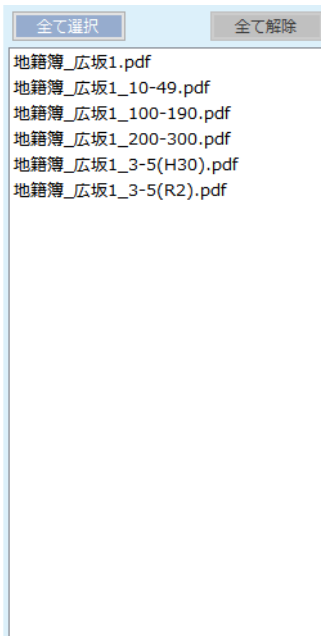 全て選択 全て解除
地籍簿_広坂1.pdf
地籍簿_広坂1_10-49.pdf
地籍簿_広坂1_100-190.pdf
地籍簿_広坂1_200-300.pdf
地籍簿_広坂1_3-5(H30).pdf
地籍簿_広坂1_3-5(R2).pdf